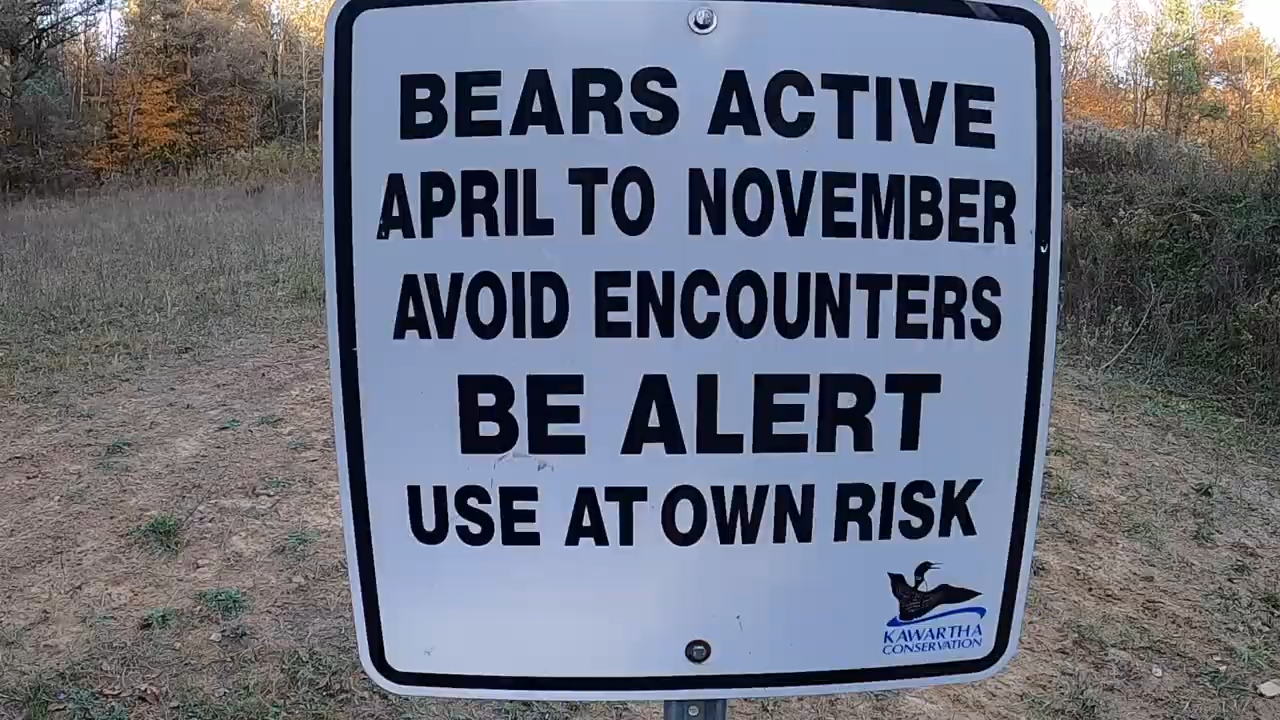 BEARS ACTIVE
APRIL TO NOVEMBER
AVOID ENCOUNTERS
BE ALERT
USE AT OWN RISK
KAWARTHA
CONSERVATION